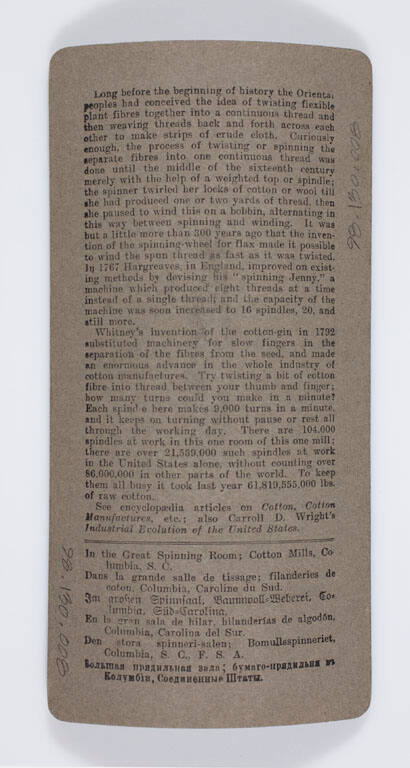 Long before the beginning of history the Oriental
peoples had conceived the idea of twisting flexible
plant fibres together into a continuous thread and
then weaving threads back and forth across each
other to make strips of crude cloth. Curiously
enough, the process of twisting or spinning the
separate fibres into one continuous thread was
done until the middle of the sixteenth century
merely with the help of a weighted top or spindle;
the spinner twirled her locks of cotton or wool till
she had produced one or two yards of thread, then
she paused to wind this on a bobbin, alternating in
this way between spinning and winding. It was
but a little more than 300 years ago that the inven-
tion of the spinning-wheel for flax made it possible
to wind the spun thread as fast as it was twisted.
In 1767 Hargreaves, in England, improved on exist-
ing methods by devising his "spinning-Jenny," a
machine which produced eight threads at a time
instead of a single thread; and the capacity of the
machine was soon increased to 16 spindles, 20, and
still more.
Whitney's invention of the cotton-gin in 1792
substituted machinery for slow fingers in the
separation of the fibres from the seed, and made
an enormous advance in the whole industry of
cotton manufactures. Try twisting a bit of cotton
fibre into thread between your thumb and finger;
how many turns could you make in a minute?
Each spindle here makes 9,000 turns in a minute,
and it keeps on turning without pause or rest all
through the working day. There are 104,000
spindles at work in this one room of this one mill;
there are over 21,559,000 such spindles at work
in the United States alone, without counting over
86,000,000 in other parts of the world. To keep
them all busy it took last year 61,819,555,000 lbs.
of raw cotton.
See encyclopædia articles on Cotton, Cotton
Manufactures, etc.; also Carroll D. Wright's
Industrial Evolution of the United States.
In the Great Spinning Room; Cotton Mills, Co-
lumbia, S. C.
Dans la grande salle de tissage; filanderies de
coton, Columbia, Caroline du Sud.
Im großen Spinnsaal, Baumwoll-Weberei, Co-
lumbia, Süd-Carolina.
En la gran sala de hilar, hilanderías de algodón,
Columbia, Carolina del Sur.
Den stora spinneri-salen; Bomullsspinneriet,
Columbia, S. C., F. S. A.
Большая прядильная зала; бумаго-прядильня въ
Колумбіи, Соединенные Штаты.
98.130.008
98.130.008